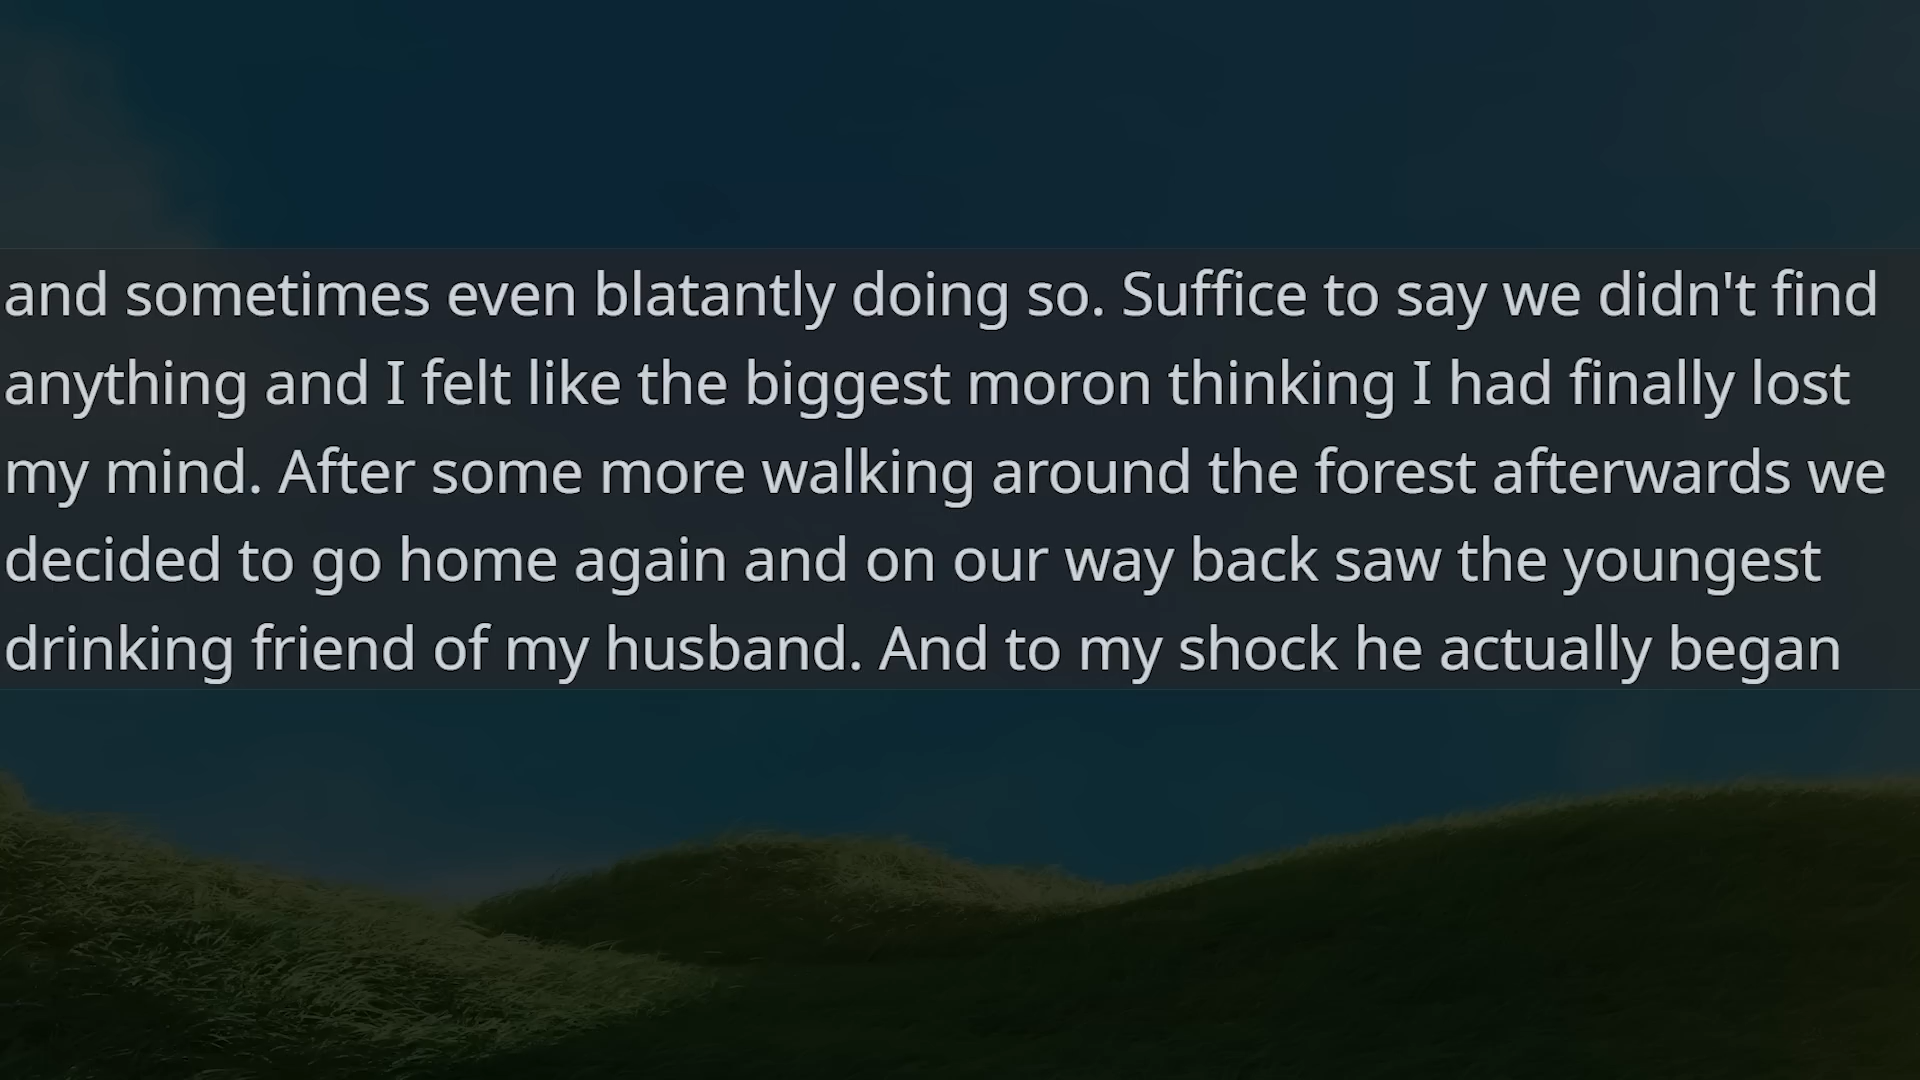 and sometimes even blatantly doing so. Suffice to say we didn't find
anything and I felt like the biggest moron thinking I had finally lost
my mind. After some more walking around the forest afterwards we
decided to go home again and on our way back saw the youngest
drinking friend of my husband. And to my shock he actually began